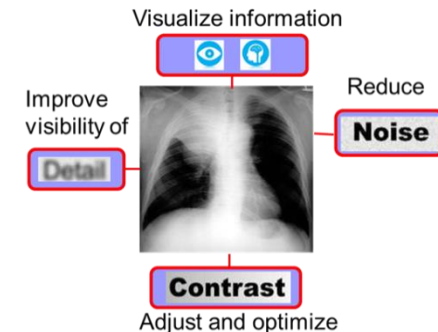 Visualize information
Improve
visibility of
Detail
Reduce
Noise
Contrast
Adjust and optimize